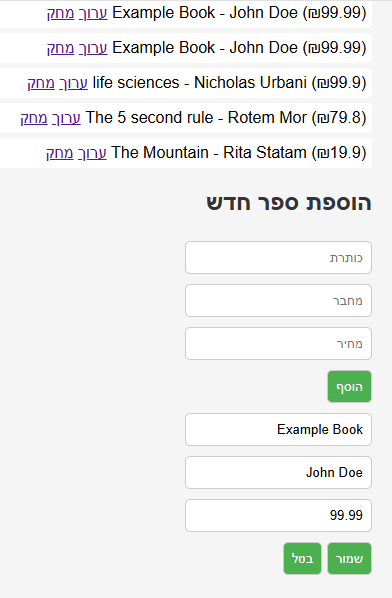 Example Book - John Doe (₪99.99) ערוך מחק
Example Book - John Doe (₪99.99) ערוך מחק
life sciences - Nicholas Urbani (₪99.9) ערוך מחק
The 5 second rule - Rotem Mor (₪79.8) ערוך מחק
The Mountain - Rita Statam (₪19.9) ערוך מחק
הוספת ספר חדש
כותרת
מחבר
מחיר
הוסף
Example Book
John Doe
99.99
שמור בטל